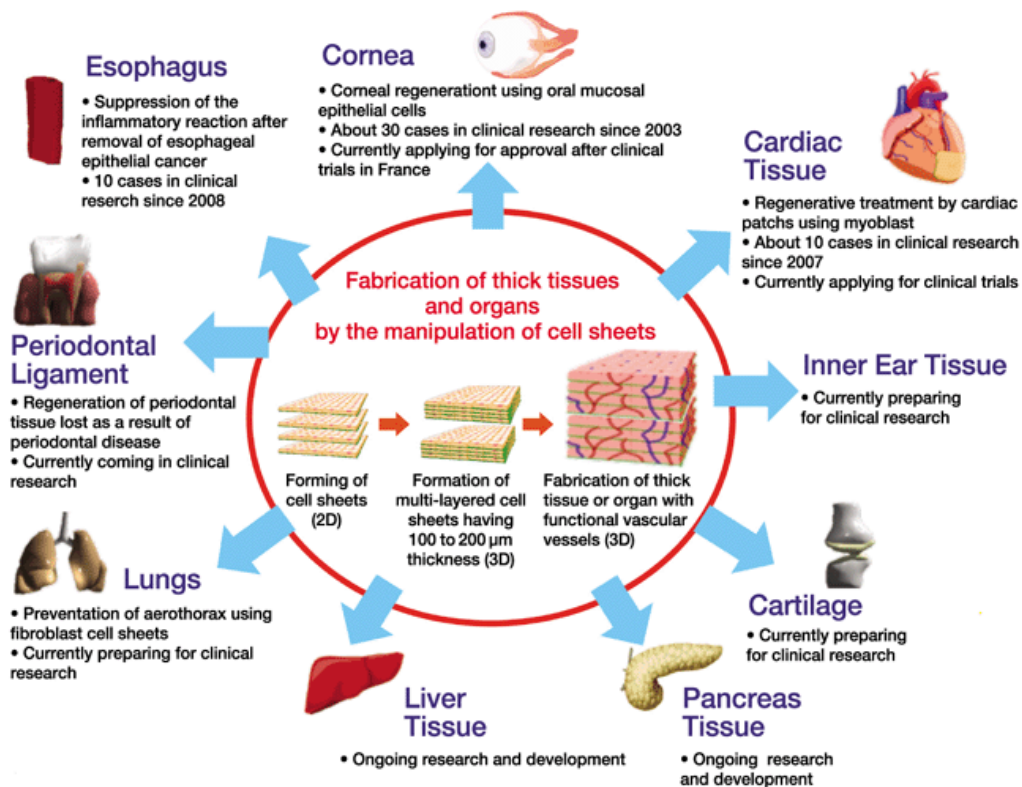 Esophagus
• Suppression of the
inflammatory reaction after
removal of esophageal
epithelial cancer
• 10 cases in clinical
reserch since 2008
Cornea
• Corneal regenerationt using oral mucosal
epithelial cells
• About 30 cases in clinical research since 2003
• Currently applying for approval after clinical
trials in France
Cardiac
Tissue
• Regenerative treatment by cardiac
patchs using myoblast
• About 10 cases in clinical research
since 2007
• Currently applying for clinical trials
Fabrication of thick tissues
and organs
by the manipulation of cell sheets
Periodontal
Ligament
• Regeneration of periodontal
tissue lost as a result of
periodontal disease
• Currently coming in clinical
research
Inner Ear Tissue
• Currently preparing
for clinical research
Forming of
cell sheets
(2D)
Formation of
multi-layered cell
sheets having
100 to 200 μm
thickness (3D)
Fabrication of thick
tissue or organ with
functional vascular
vessels (3D)
Lungs
• Preventation of aerothorax using
fibroblast cell sheets
• Currently preparing for clinical
research
Cartilage
• Currently preparing
for clinical research
Liver
Tissue
• Ongoing research and development
Pancreas
Tissue
• Ongoing research
and development